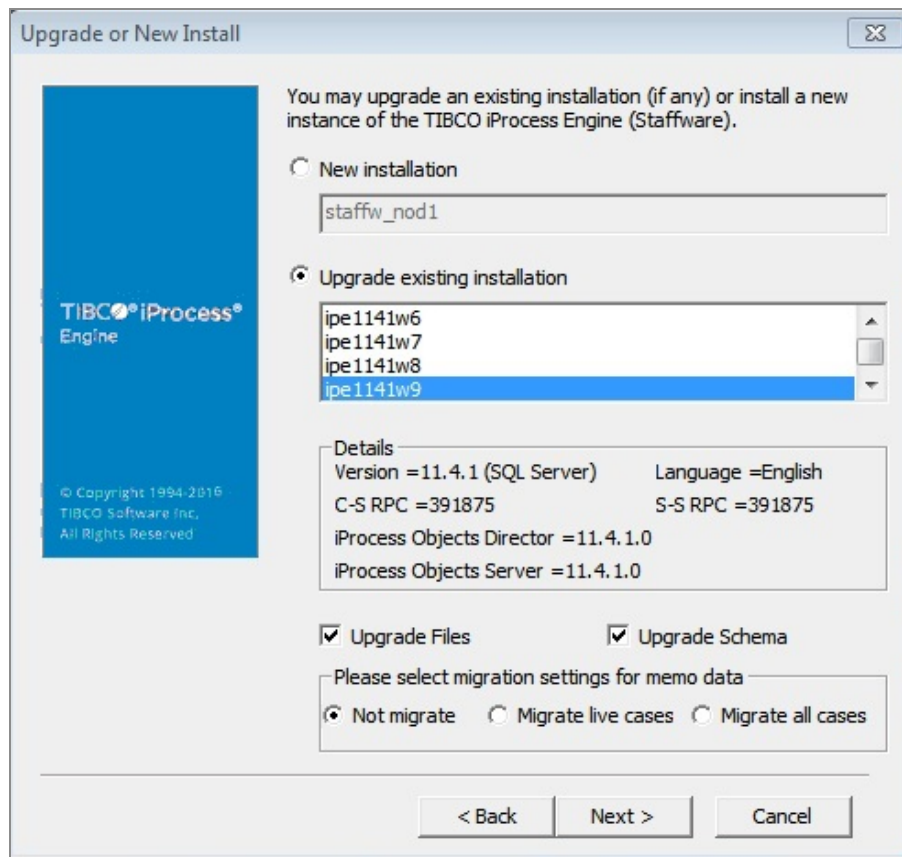 Upgrade or New Install
You may upgrade an existing installation (if any) or install a new
instance of the TIBCO iProcess Engine (Staffware).
New installation
staffw_nod1
Upgrade existing installation
ipe1141w6
ipe1141w7
ipe1141w8
ipe1141w9
TIBCO® iProcess®
Engine
© Copyright 1994-2016
TIBCO Software Inc.
All Rights Reserved
Details
Version =11.4.1 (SQL Server) Language =English
C-S RPC =391875 S-S RPC =391875
iProcess Objects Director =11.4.1.0
iProcess Objects Server =11.4.1.0
Upgrade Files Upgrade Schema
Please select migration settings for memo data
Not migrate Migrate live cases Migrate all cases
< Back Next > Cancel